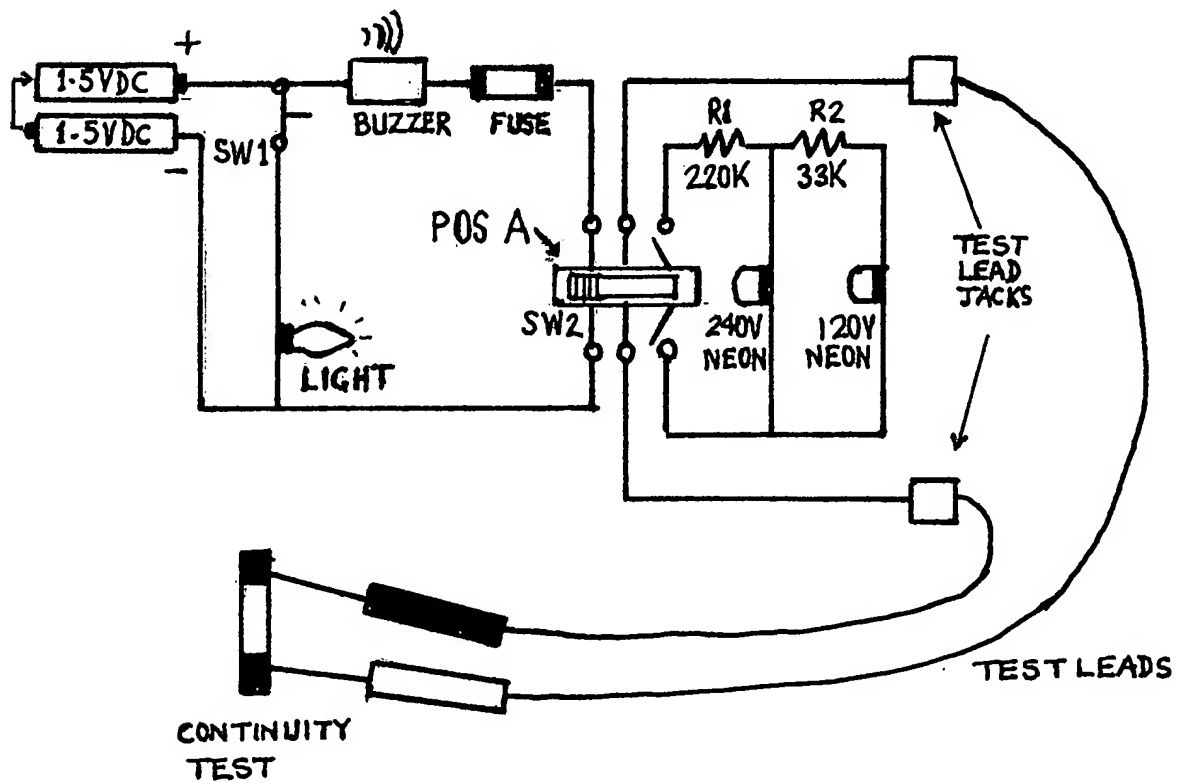 +
1.5VDC
1.5VDC
-
SW1
BUZZER
FUSE
R1
220K
R2
33K
POS A
SW2
240V
NEON
120V
NEON
LIGHT
TEST
LEAD
JACKS
TEST LEADS
CONTINUITY
TEST